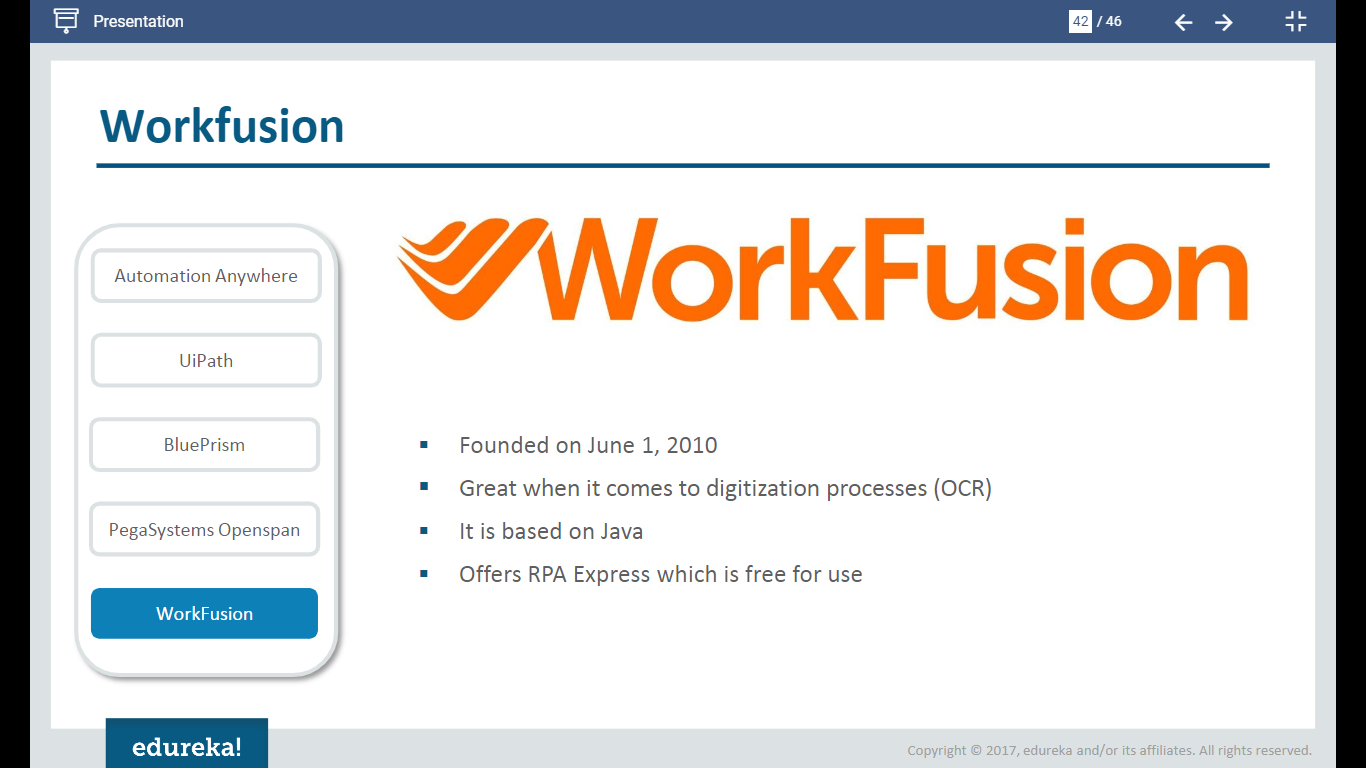 Presentation
42 / 46
Workfusion
Automation Anywhere
UiPath
BluePrism
PegaSystems Openspan
WorkFusion
WorkFusion
▪ Founded on June 1, 2010
▪ Great when it comes to digitization processes (OCR)
▪ It is based on Java
▪ Offers RPA Express which is free for use
edureka!
Copyright © 2017, edureka and/or its affiliates. All rights reserved.